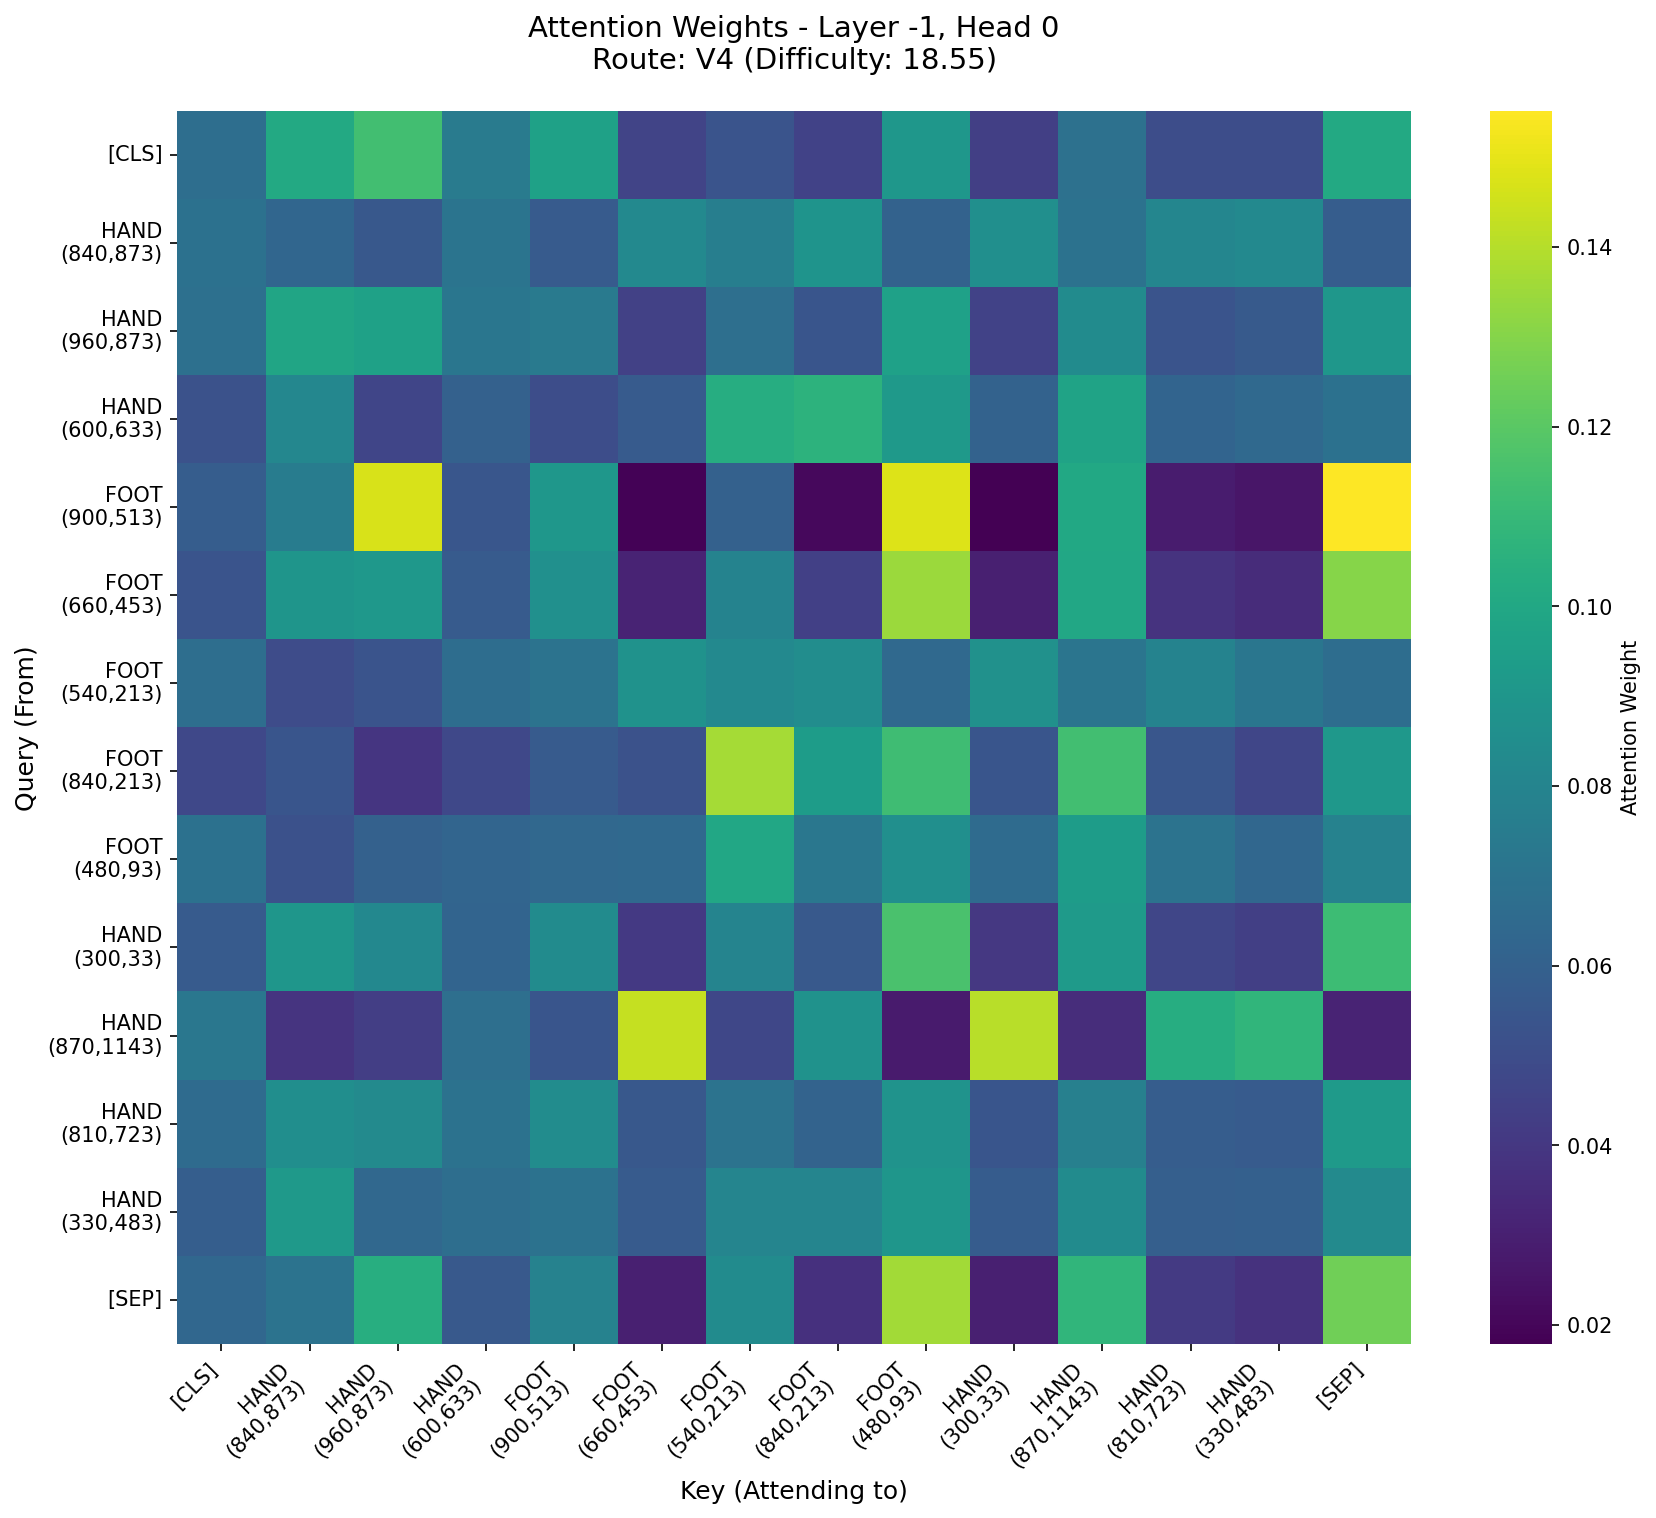 Attention Weights - Layer -1, Head 0
Route: V4 (Difficulty: 18.55)
Query (From)
[CLS]
HAND
(840,873)
HAND
(960,873)
HAND
(600,633)
FOOT
(900,513)
FOOT
(660,453)
FOOT
(540,213)
FOOT
(840,213)
FOOT
(480,93)
HAND
(300,33)
HAND
(870,1143)
HAND
(810,723)
HAND
(330,483)
[SEP]
[CLS]
HAND
(840,873)
HAND
(960,873)
HAND
(600,633)
FOOT
(900,513)
FOOT
(660,453)
FOOT
(540,213)
FOOT
(840,213)
FOOT
(480,93)
HAND
(300,33)
HAND
(870,1143)
HAND
(810,723)
HAND
(330,483)
[SEP]
Key (Attending to)
0.14
0.12
0.10
0.08
0.06
0.04
0.02
Attention Weight